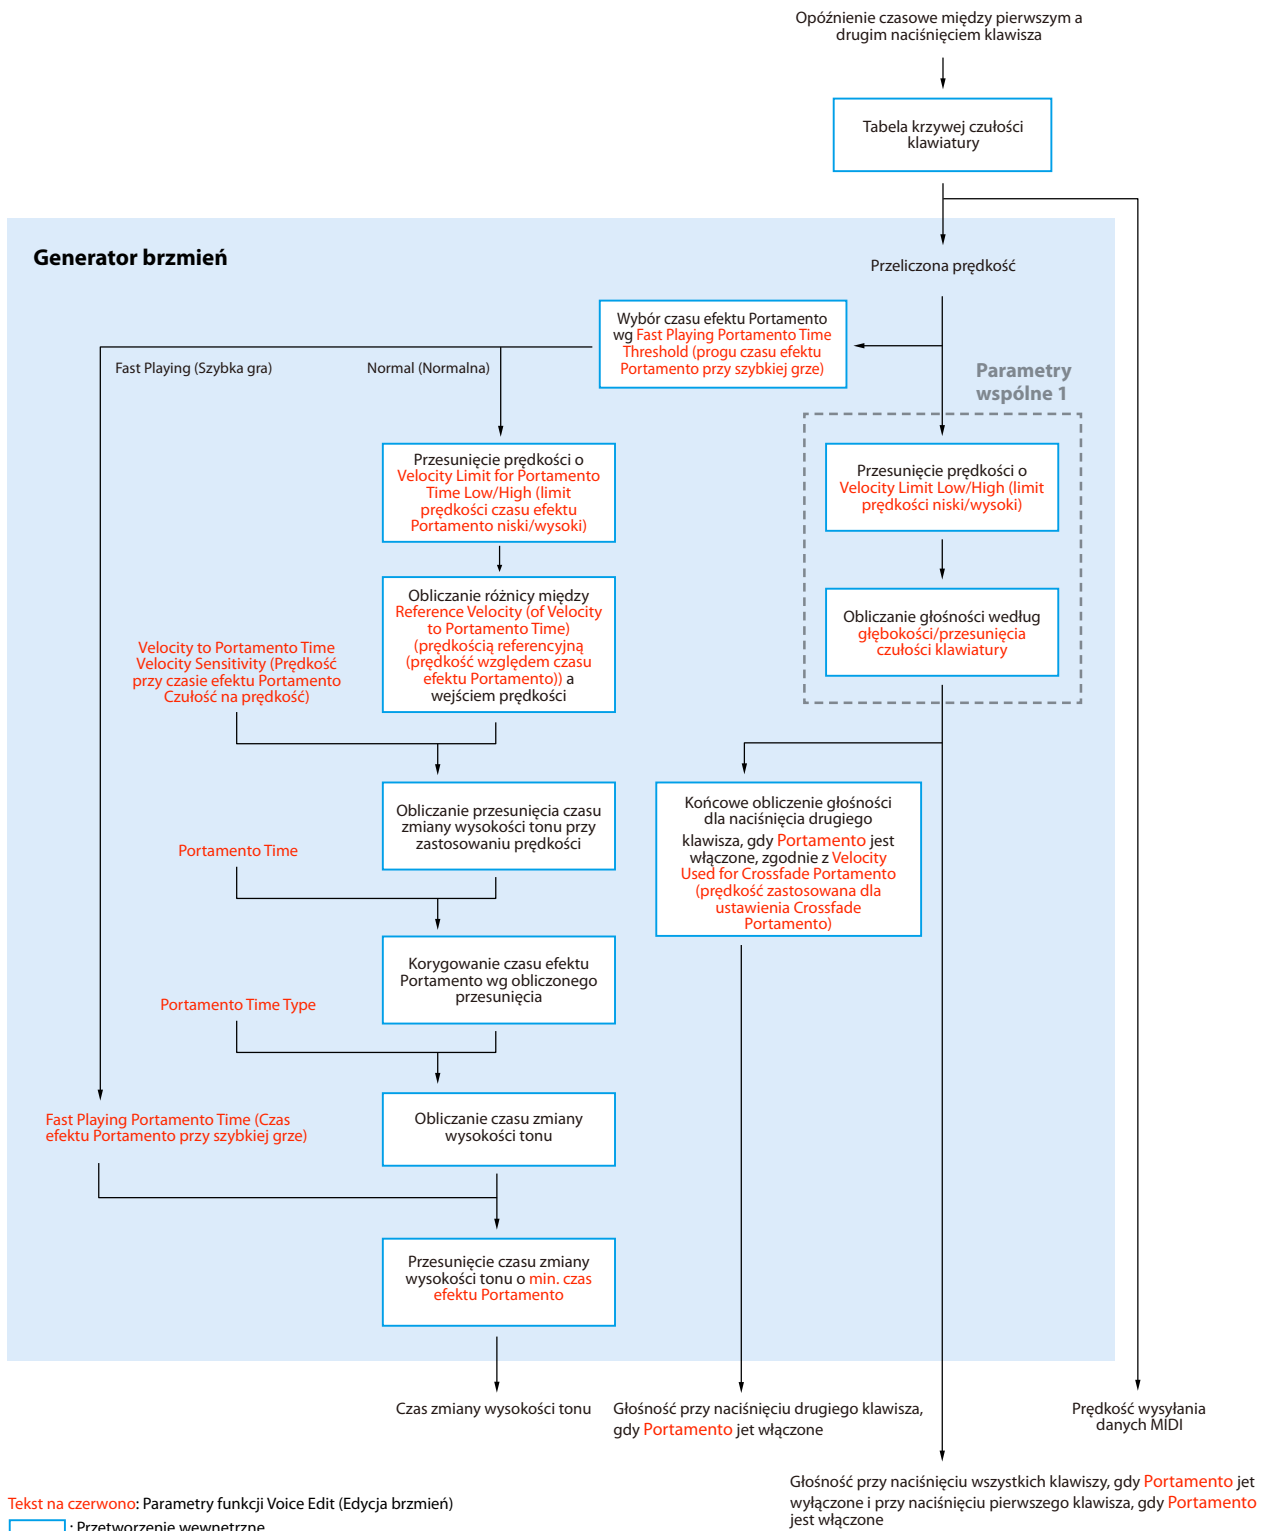 Opóźnienie czasowe między pierwszym a
drugim naciśnięciem klawisza
Tabela krzywej czułości
klawiatury
Generator brzmień
Przeliczona prędkość
Wybór czasu efektu Portamento
wg Fast Playing Portamento Time
Threshold (progu czasu efektu
Portamento przy szybkiej grze)
Fast Playing (Szybka gra)
Normal (Normalna)
Parametry
wspólne 1
Przesunięcie prędkości o
Velocity Limit for Portamento
Time Low/High (limit
prędkości czasu efektu
Portamento niski/wysoki)
Przesunięcie prędkości o
Velocity Limit Low/High (limit
prędkości niski/wysoki)
Obliczanie różnicy między
Reference Velocity (of Velocity
to Portamento Time)
(prędkością referencyjną
(prędkość względem czasu
efektu Portamento)) a
wejściem prędkości
Obliczanie głośności według
głębokości/przesunięcia
czułości klawiatury
Velocity to Portamento Time
Velocity Sensitivity (Prędkość
przy czasie efektu Portamento
Czułość na prędkość)
Obliczanie przesunięcia czasu
zmiany wysokości tonu przy
zastosowaniu prędkości
Końcowe obliczenie głośności
dla naciśnięcia drugiego
klawisza, gdy Portamento jest
włączone, zgodnie z Velocity
Used for Crossfade Portamento
(prędkość zastosowana dla
ustawienia Crossfade
Portamento)
Portamento Time
Korygowanie czasu efektu
Portamento wg obliczonego
przesunięcia
Portamento Time Type
Fast Playing Portamento Time (Czas
efektu Portamento przy szybkiej grze)
Obliczanie czasu zmiany
wysokości tonu
Przesunięcie czasu zmiany
wysokości tonu o min. czas
efektu Portamento
Czas zmiany wysokości tonu
Głośność przy naciśnięciu drugiego klawisza,
gdy Portamento jet włączone
Prędkość wysyłania
danych MIDI
Głośność przy naciśnięciu wszystkich klawiszy, gdy Portamento jet
wyłączone i przy naciśnięciu pierwszego klawisza, gdy Portamento
jest włączone
Tekst na czerwono: Parametry funkcji Voice Edit (Edycja brzmień)
: Przetworzenie wewnętrzne